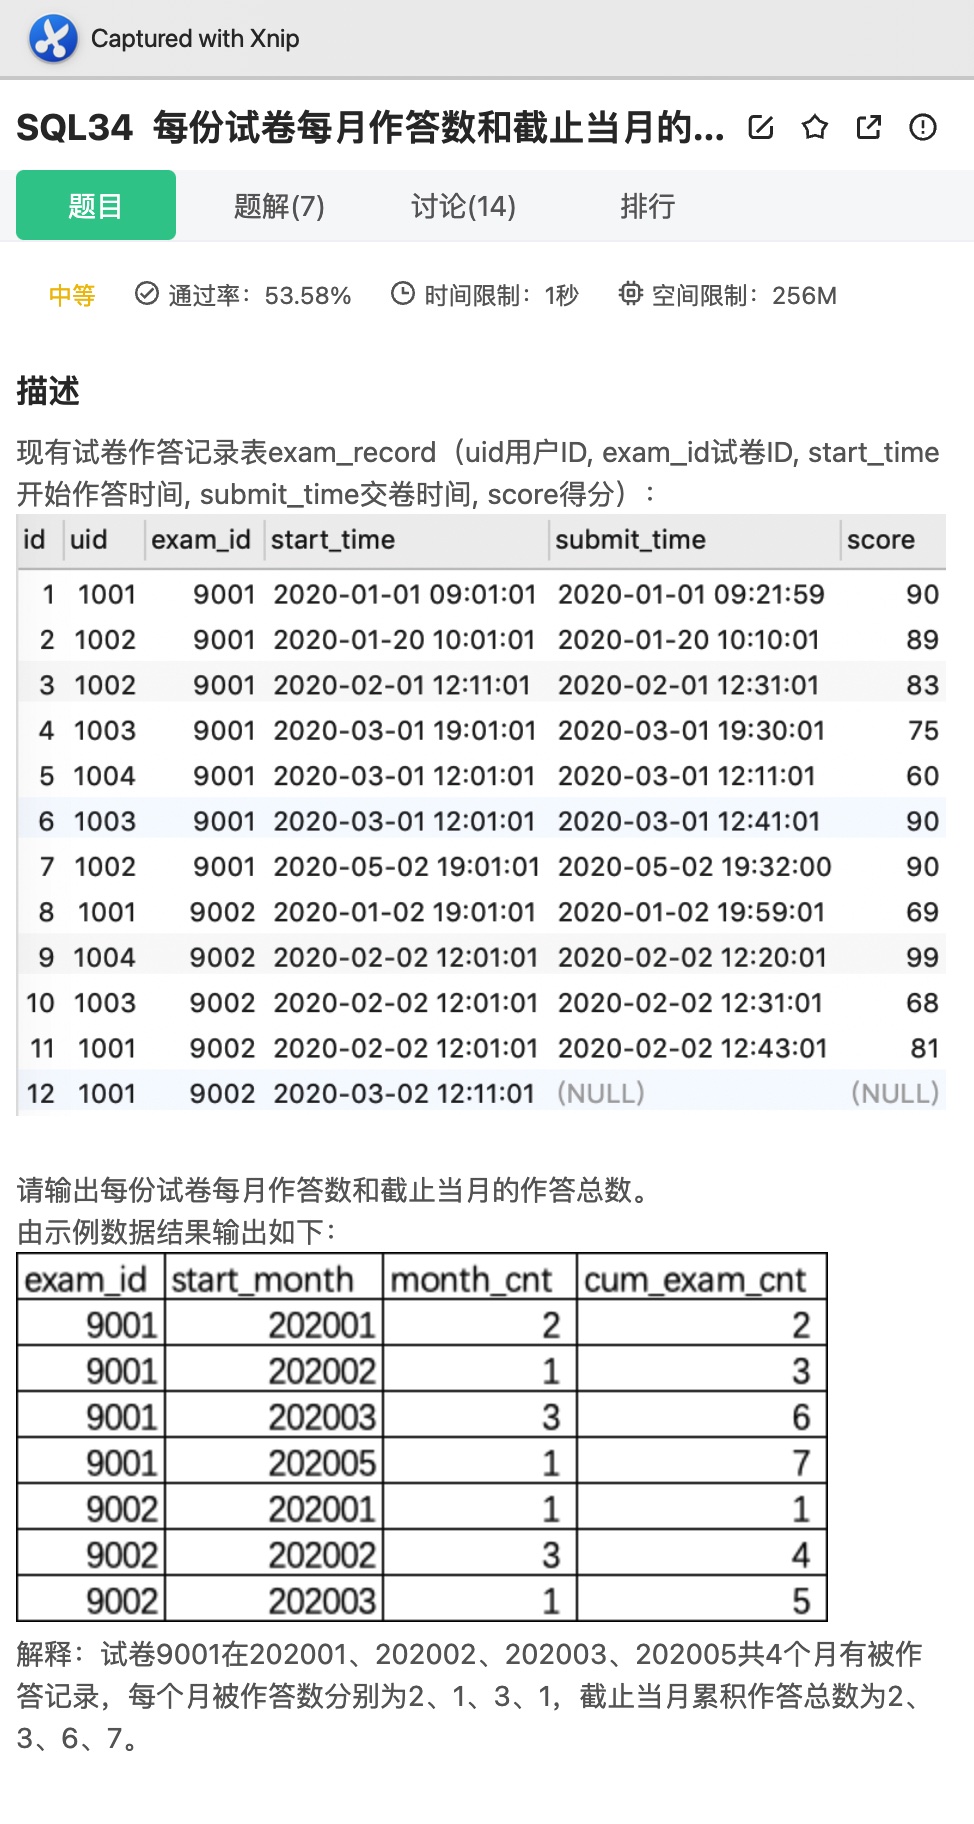 Captured with Xnip
SQL34 每份试卷每月作答数和截止当月的...
题目 题解(7) 讨论(14) 排行
中等 通过率：53.58% 时间限制：1秒 空间限制：256M
描述
现有试卷作答记录表exam_record（uid用户ID, exam_id试卷ID, start_time
开始作答时间, submit_time交卷时间, score得分）：
id uid exam_id start_time submit_time score
1 1001 9001 2020-01-01 09:01:01 2020-01-01 09:21:59 90
2 1002 9001 2020-01-20 10:01:01 2020-01-20 10:10:01 89
3 1002 9001 2020-02-01 12:11:01 2020-02-01 12:31:01 83
4 1003 9001 2020-03-01 19:01:01 2020-03-01 19:30:01 75
5 1004 9001 2020-03-01 12:01:01 2020-03-01 12:11:01 60
6 1003 9001 2020-03-01 12:01:01 2020-03-01 12:41:01 90
7 1002 9001 2020-05-02 19:01:01 2020-05-02 19:32:00 90
8 1001 9002 2020-01-02 19:01:01 2020-01-02 19:59:01 69
9 1004 9002 2020-02-02 12:01:01 2020-02-02 12:20:01 99
10 1003 9002 2020-02-02 12:01:01 2020-02-02 12:31:01 68
11 1001 9002 2020-02-02 12:01:01 2020-02-02 12:43:01 81
12 1001 9002 2020-03-02 12:11:01 (NULL) (NULL)
请输出每份试卷每月作答数和截止当月的作答总数。
由示例数据结果输出如下：
exam_id start_month month_cnt cum_exam_cnt
9001 202001 2 2
9001 202002 1 3
9001 202003 3 6
9001 202005 1 7
9002 202001 1 1
9002 202002 3 4
9002 202003 1 5
解释：试卷9001在202001、202002、202003、202005共4个月有被作
答记录，每个月被作答数分别为2、1、3、1，截止当月累积作答总数为2、
3、6、7。